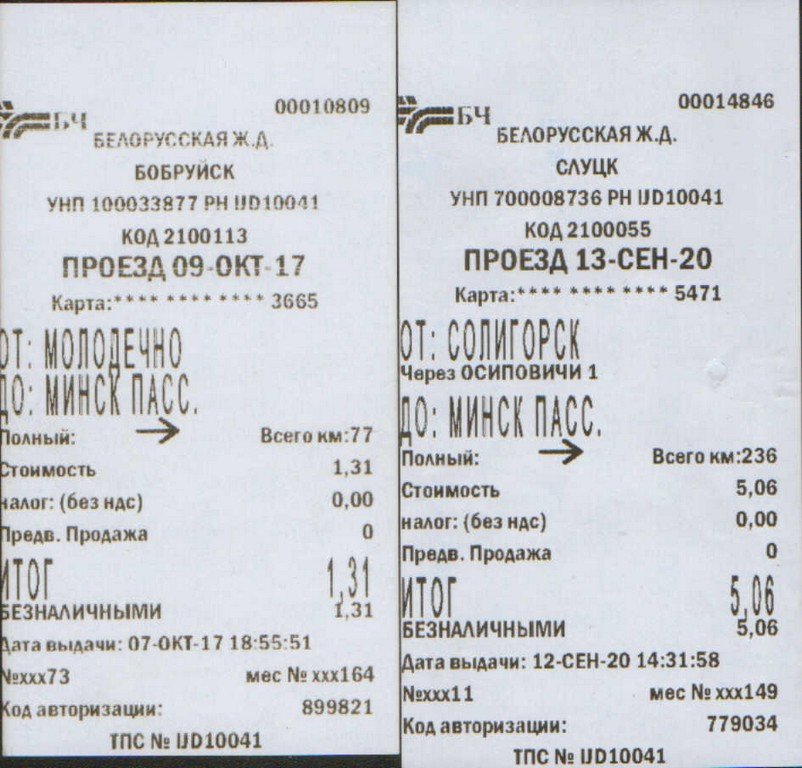 00010809
БЧ
БЕЛОРУССКАЯ Ж.Д.
БОБРУЙСК
УНП 100033877 РН IJD10041
КОД 2100113
ПРОЕЗД 09-ОКТ-17
Карта:**** **** **** 3665
ОТ: МОЛОДЕЧНО
ДО: МИНСК ПАСС.
Полный: → Всего км:77
Стоимость 1,31
налог: (без ндс) 0,00
Предв. Продажа 0
ИТОГ 1,31
БЕЗНАЛИЧНЫМИ 1,31
Дата выдачи: 07-ОКТ-17 18:55:51
№xxx73 мес № xxx164
Код авторизации: 899821
ТПС № IJD10041
00014846
БЧ
БЕЛОРУССКАЯ Ж.Д.
СЛУЦК
УНП 700008736 РН IJD10041
КОД 2100055
ПРОЕЗД 13-СЕН-20
Карта:**** **** **** 5471
ОТ: СОЛИГОРСК
Через ОСИПОВИЧИ 1
ДО: МИНСК ПАСС.
Полный: → Всего км:236
Стоимость 5,06
налог: (без ндс) 0,00
Предв. Продажа 0
ИТОГ 5,06
БЕЗНАЛИЧНЫМИ 5,06
Дата выдачи: 12-СЕН-20 14:31:58
№xxx11 мес № xxx149
Код авторизации: 779034
ТПС № IJD10041